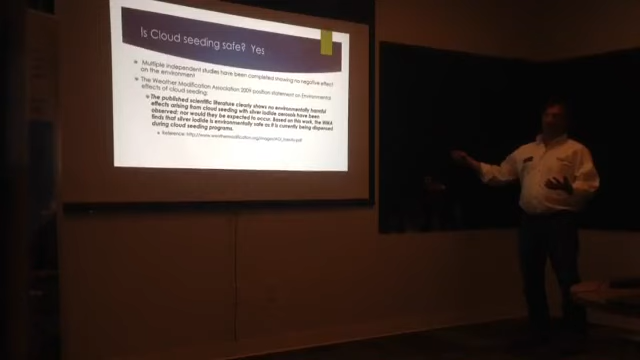 Is Cloud seeding safe? Yes
Multiple independent studies have been completed showing no negative effect
on the environment
The Weather Modification Association 2009 position statement on Environmental
effects of cloud seeding:
The published scientific literature clearly shows no environmentally harmful
effects arising from cloud seeding with silver iodide aerosols have been
observed; nor would they be expected to occur. Based on this work, the WMA
finds that silver iodide is environmentally safe as it is currently being dispensed
during cloud seeding programs.
Reference: http://www.weathermodification.org/images/